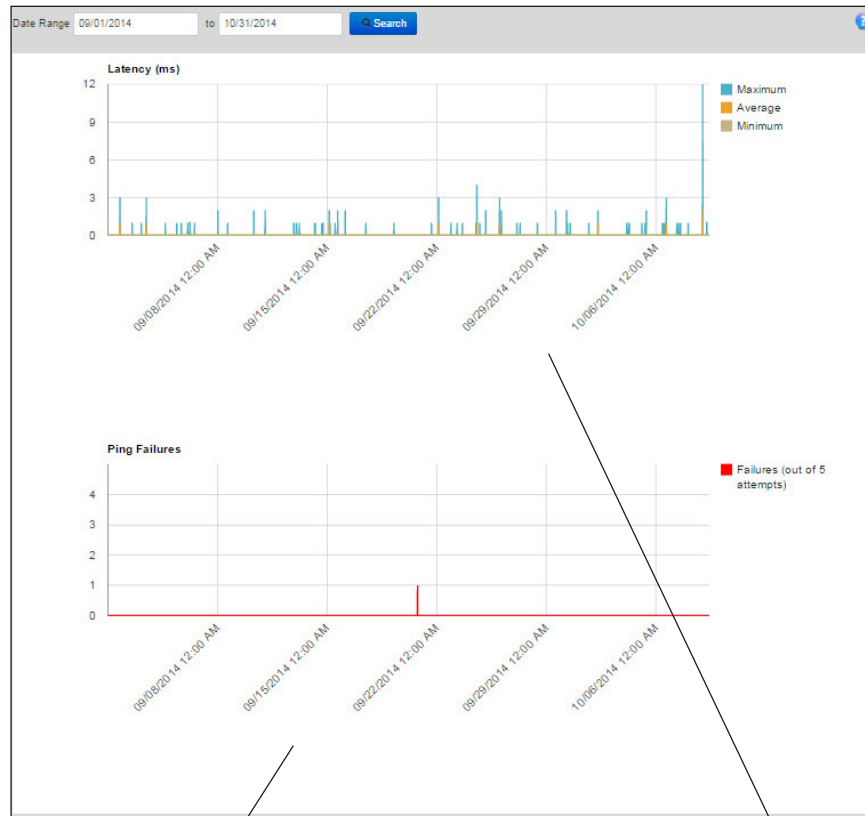 Date Range 09/01/2014 to 10/31/2014 Search ?
Latency (ms)
12
9
6
3
0
Maximum
Average
Minimum
09/08/2014 12:00 AM
09/15/2014 12:00 AM
09/22/2014 12:00 AM
09/29/2014 12:00 AM
10/06/2014 12:00 AM
Ping Failures
4
3
2
1
0
Failures (out of 5
attempts)
09/08/2014 12:00 AM
09/15/2014 12:00 AM
09/22/2014 12:00 AM
09/29/2014 12:00 AM
10/06/2014 12:00 AM